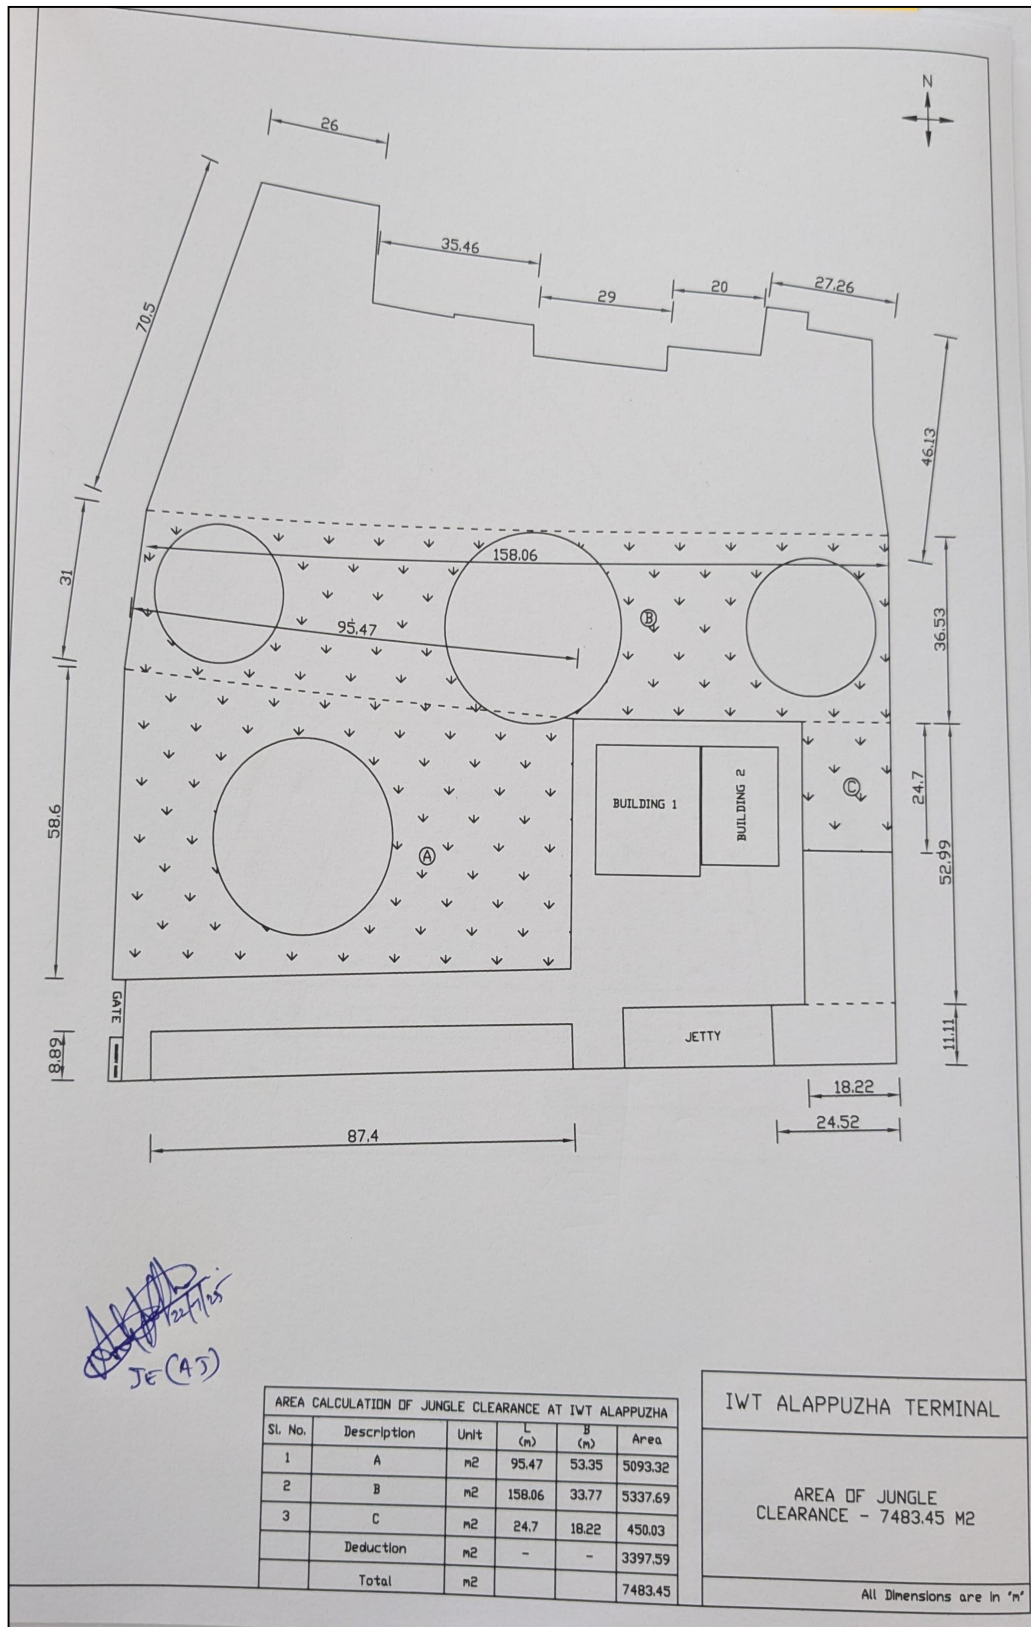 N
26
35.46
29
20
27.26
70.5
46.13
158.06
31
95.47
B
36.53
58.6
BUILDING 1
BUILDING 2
C
24.7
52.99
A
GATE
8.89
JETTY
11.11
18.22
24.52
87.4
22/7/25
JE (AJ)
AREA CALCULATION OF JUNGLE CLEARANCE AT IWT ALAPPUZHA
Sl. No. Description Unit L (m) B (m) Area
1 A m2 95.47 53.35 5093.32
2 B m2 158.06 33.77 5337.69
3 C m2 24.7 18.22 450.03
Deduction m2 - - 3397.59
Total m2 7483.45
IWT ALAPPUZHA TERMINAL
AREA OF JUNGLE
CLEARANCE - 7483.45 M2
All Dimensions are in "m"